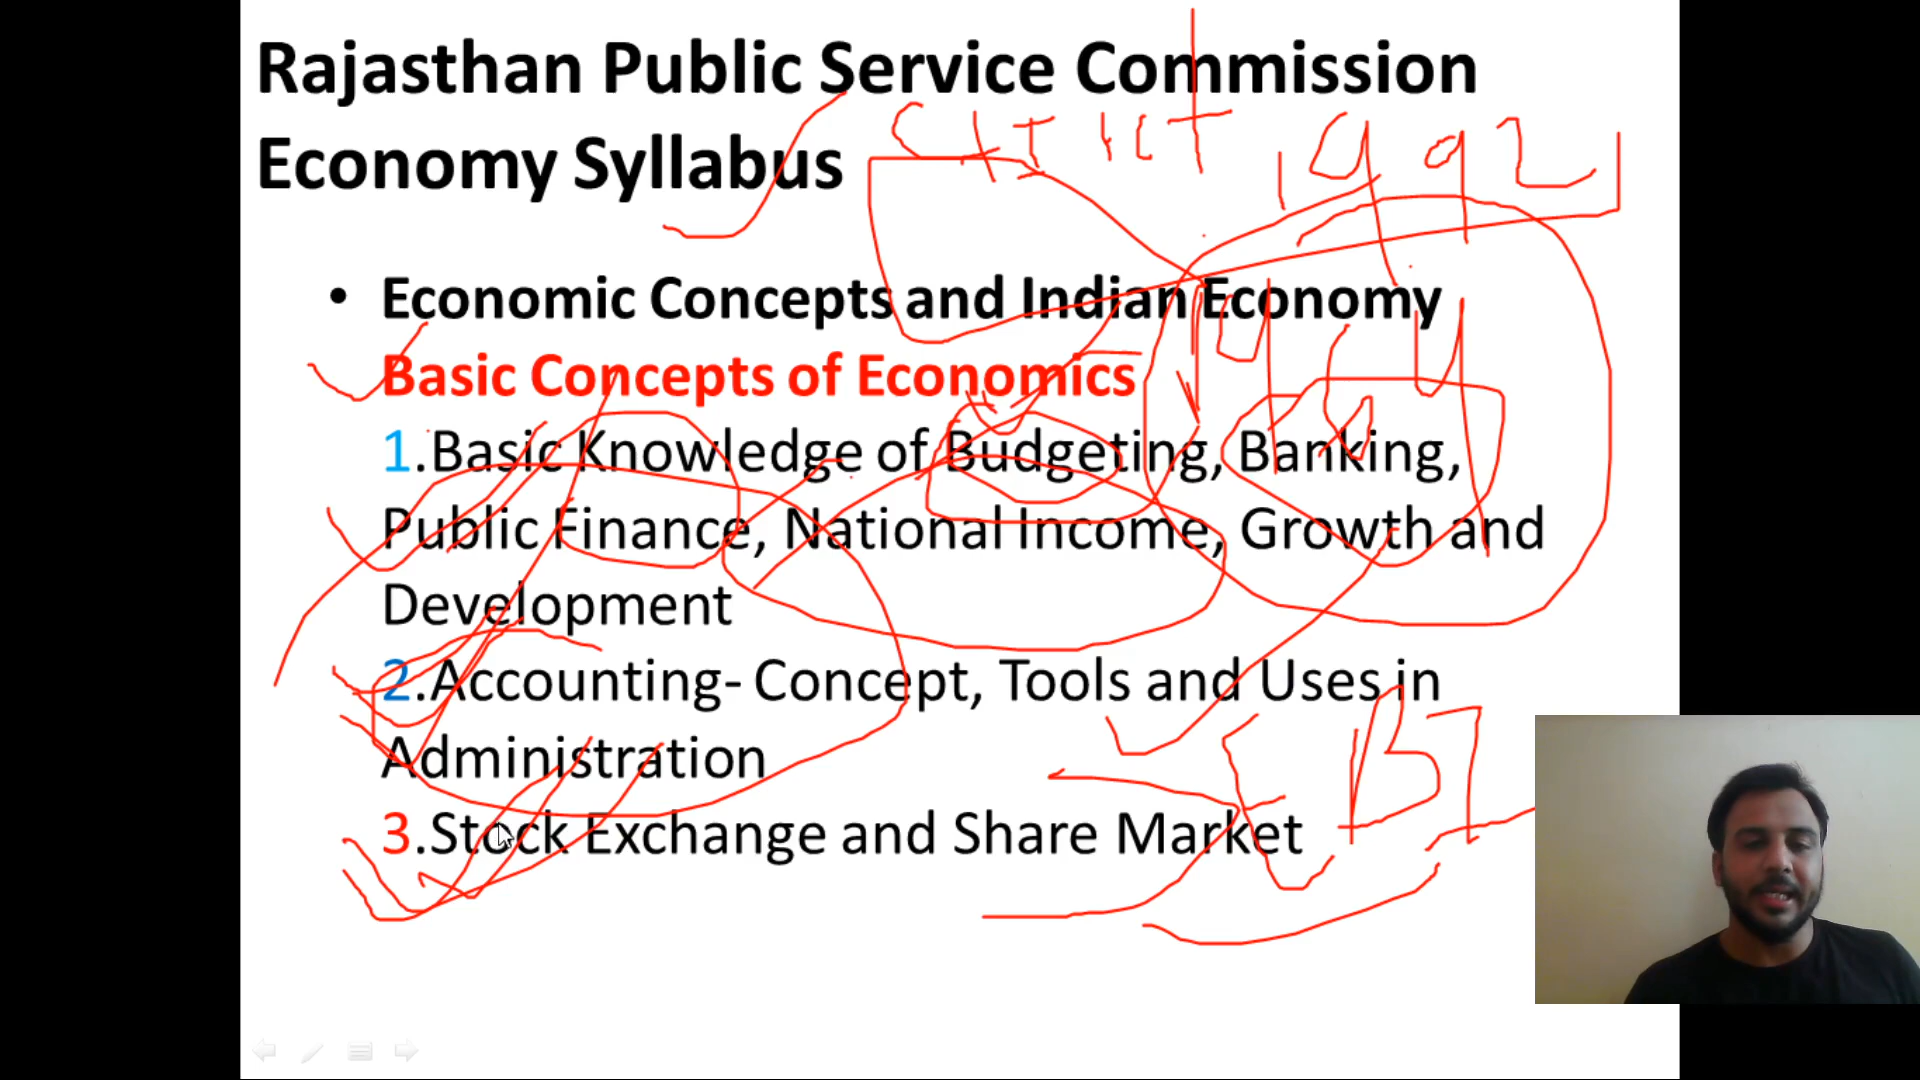 Rajasthan Public Service Commission
Economy Syllabus
1992
• Economic Concepts and Indian Economy
Basic Concepts of Economics
1.Basic Knowledge of Budgeting, Banking,
Public Finance, National Income, Growth and
Development
2.Accounting- Concept, Tools and Uses in
Administration
3.Stock Exchange and Share Market